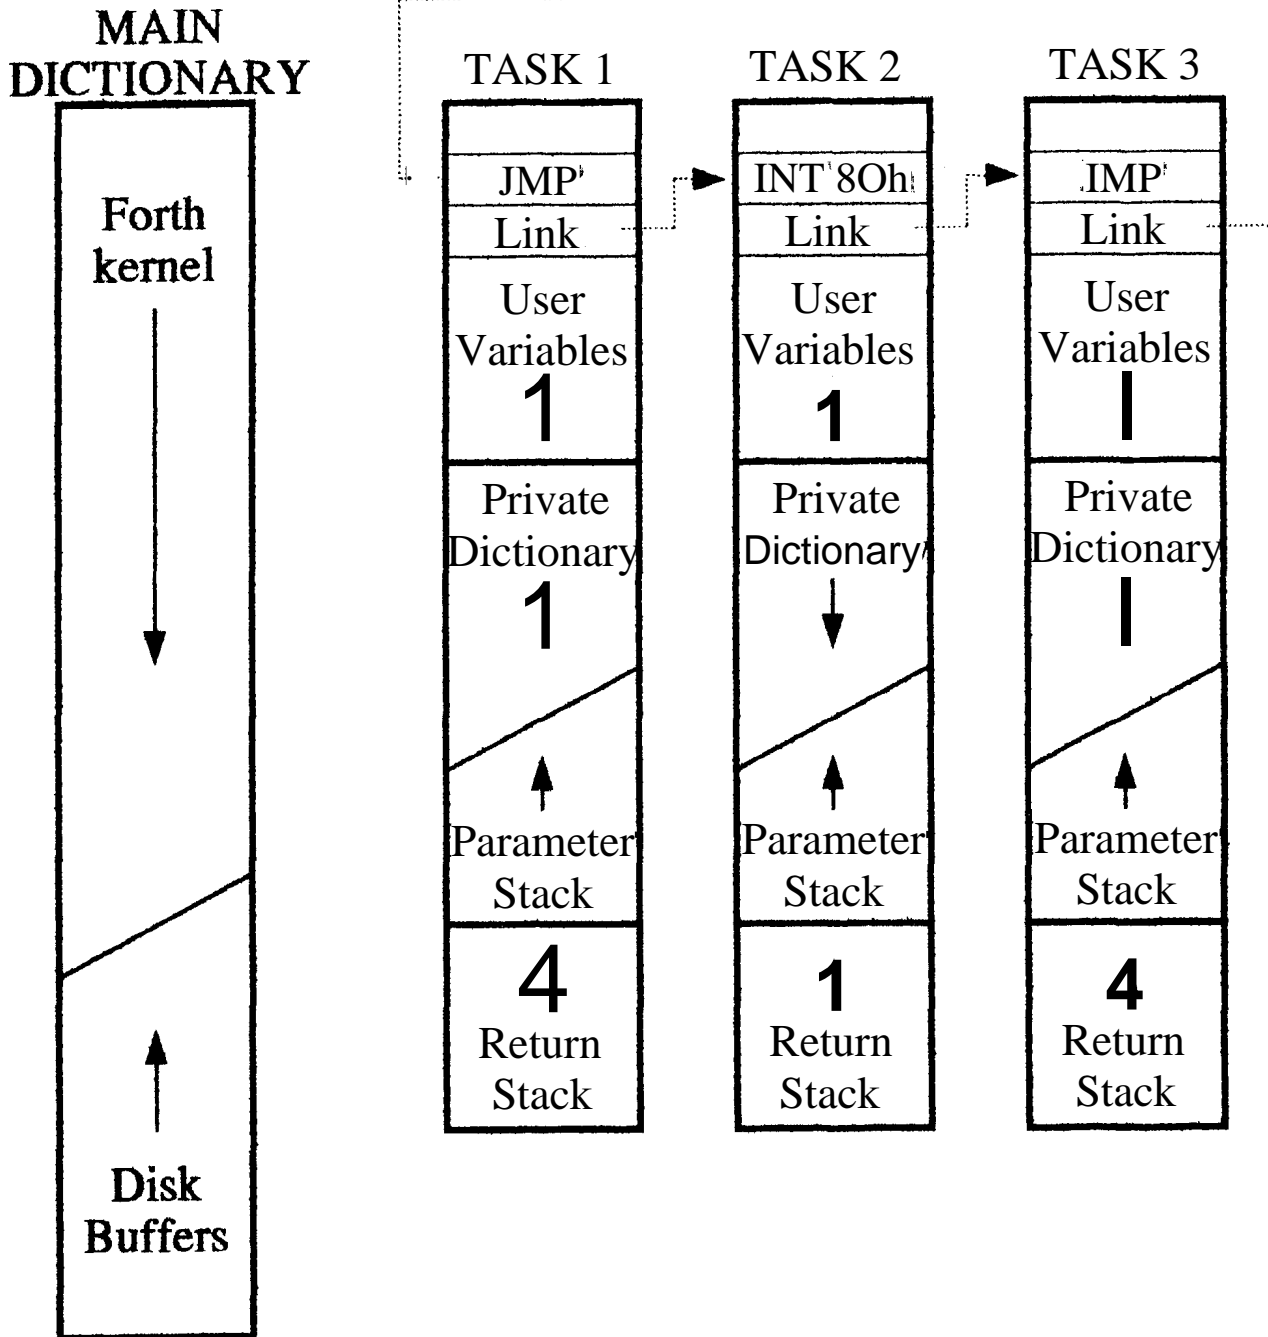 MAIN
DICTIONARY
Forth
kernel
Disk
Buffers
TASK 1
JMP'
Link
User
Variables
1
Private
Dictionary
1
Parameter
Stack
4
Return
Stack
TASK 2
INT '80h
Link
User
Variables
1
Private
Dictionary
Parameter
Stack
1
Return
Stack
TASK 3
.IMP'
Link
User
Variables
I
Private
Dictionary
I
Parameter
Stack
4
Return
Stack